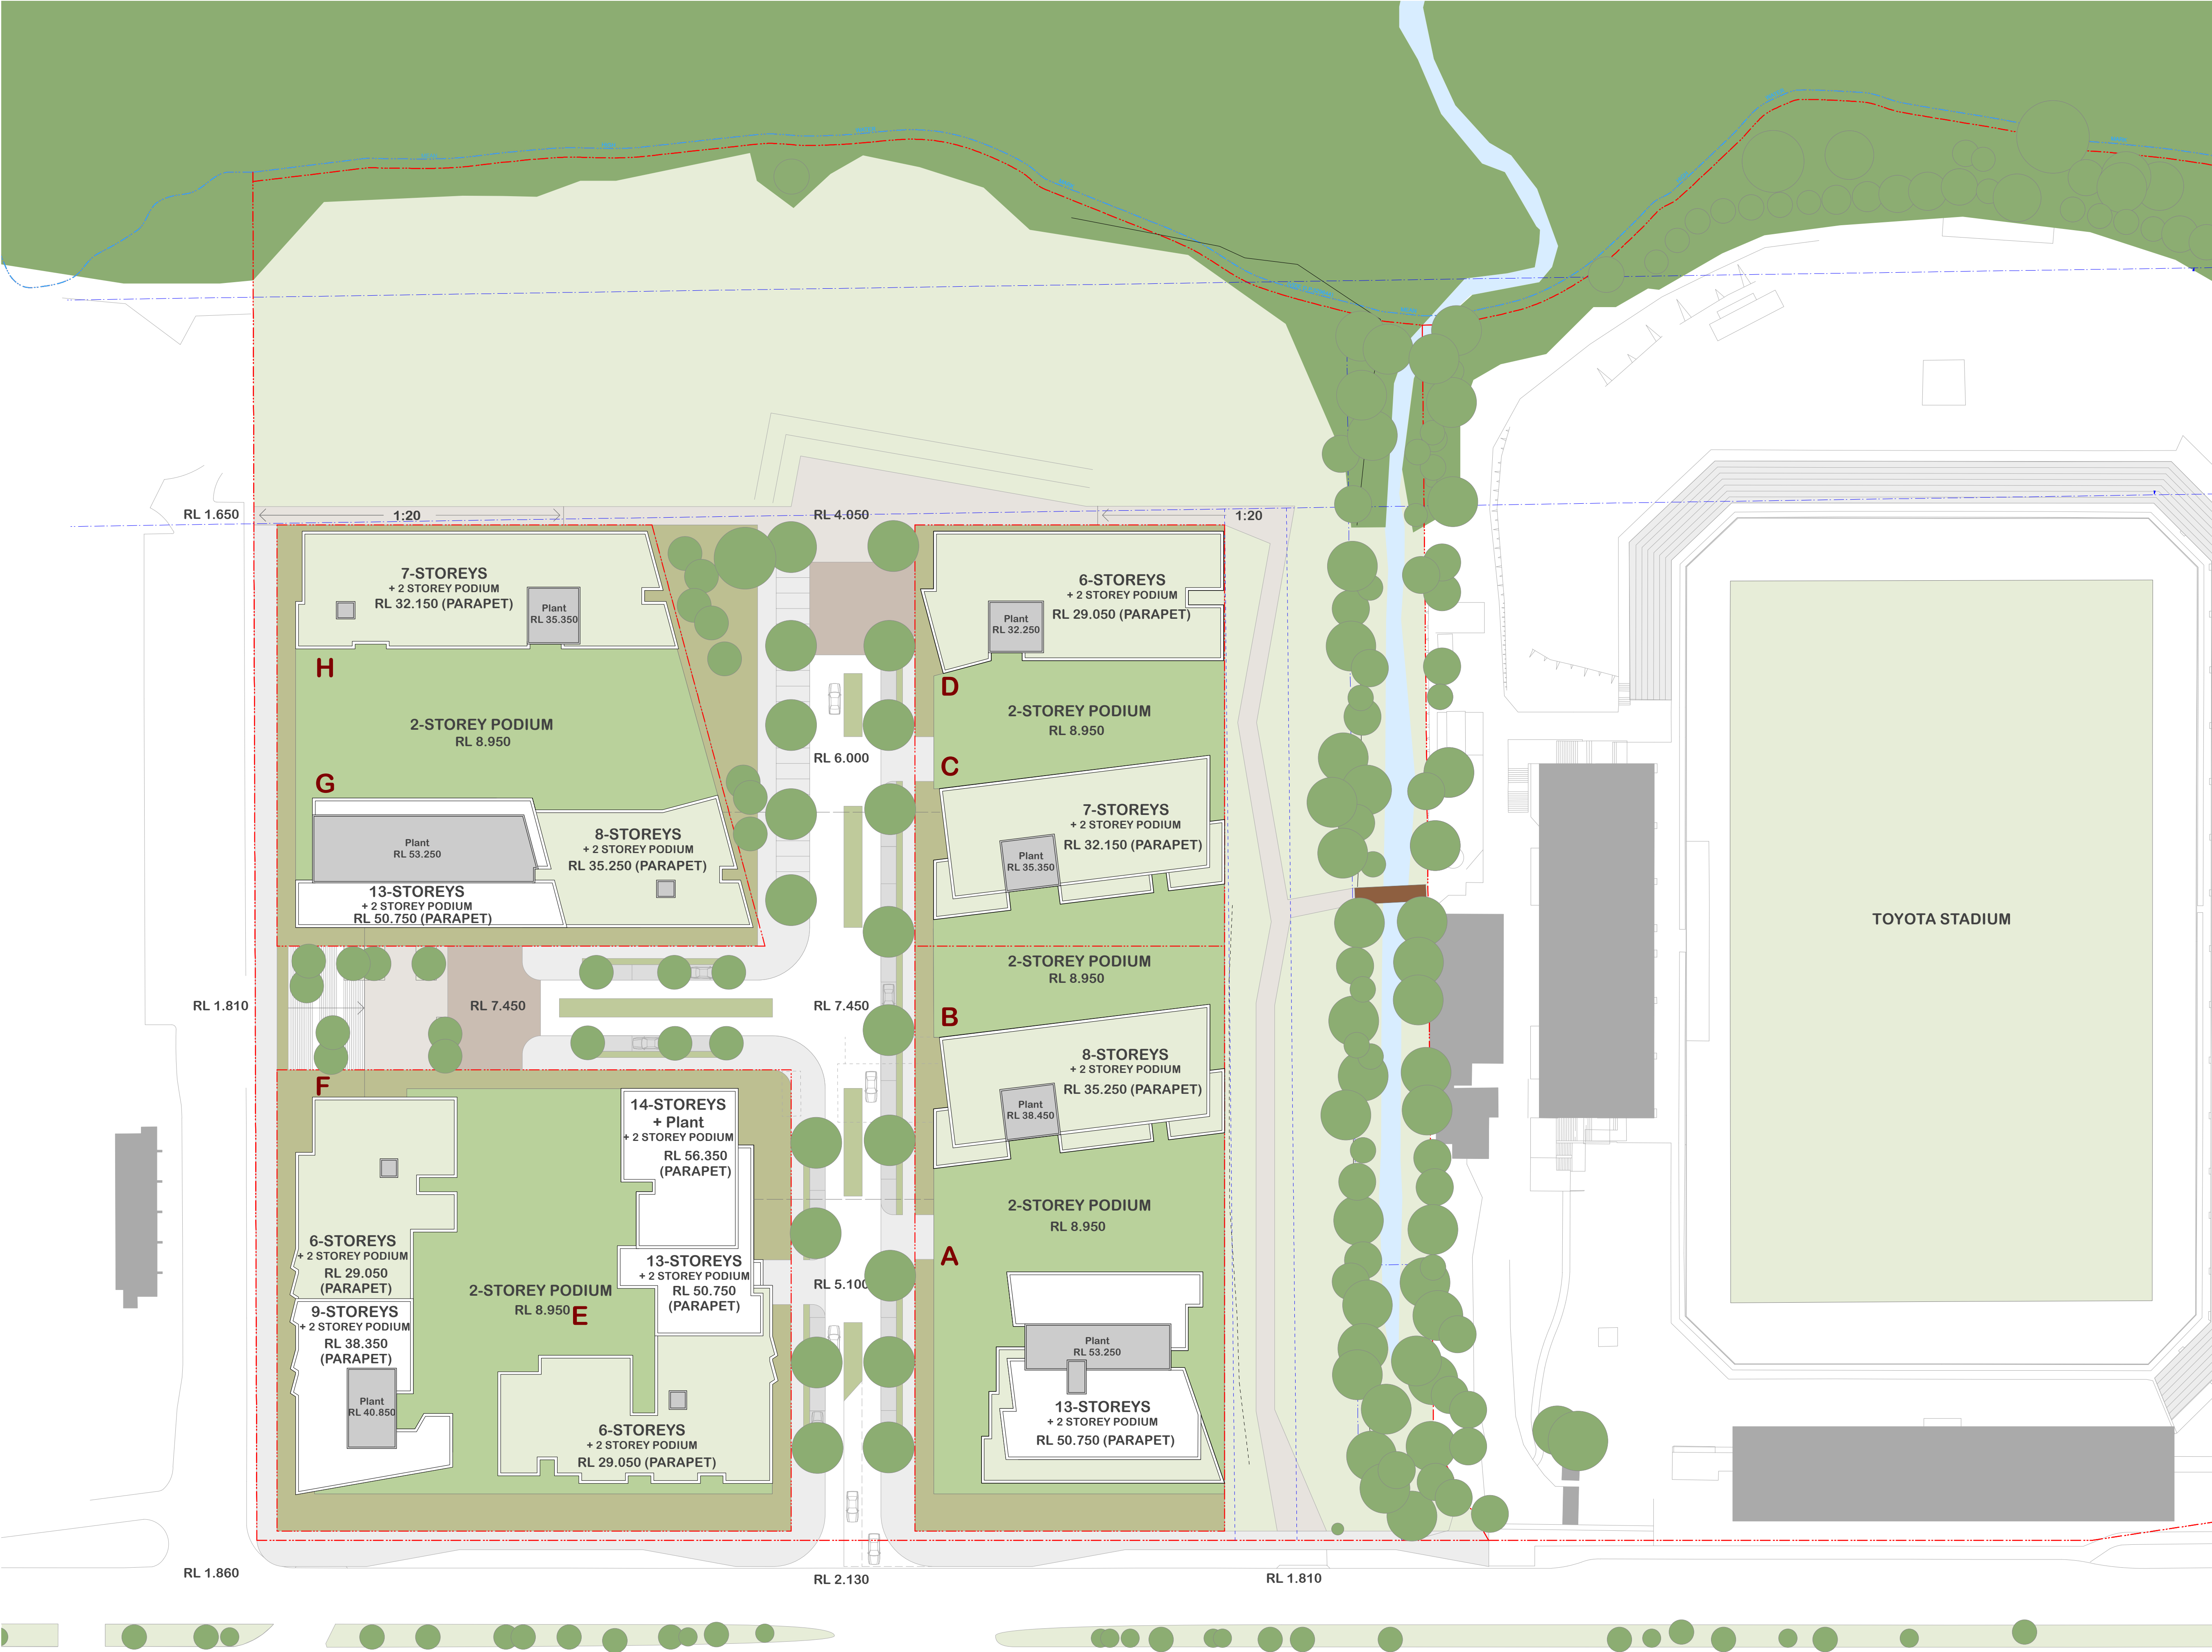 RL 1.650
1:20
RL 4.050
1:20
7-STOREYS
+ 2 STOREY PODIUM
RL 32.150 (PARAPET)
Plant
RL 35.350
H
2-STOREY PODIUM
RL 8.950
G
Plant
RL 53.250
8-STOREYS
+ 2 STOREY PODIUM
RL 35.250 (PARAPET)
13-STOREYS
+ 2 STOREY PODIUM
RL 50.750 (PARAPET)
6-STOREYS
+ 2 STOREY PODIUM
RL 29.050 (PARAPET)
Plant
RL 32.250
D
2-STOREY PODIUM
RL 8.950
RL 6.000
C
7-STOREYS
+ 2 STOREY PODIUM
RL 32.150 (PARAPET)
Plant
RL 35.350
TOYOTA STADIUM
2-STOREY PODIUM
RL 8.950
RL 1.810
RL 7.450
RL 7.450
B
8-STOREYS
+ 2 STOREY PODIUM
RL 35.250 (PARAPET)
Plant
RL 38.450
F
14-STOREYS
+ Plant
+ 2 STOREY PODIUM
RL 56.350
(PARAPET)
2-STOREY PODIUM
RL 8.950
A
6-STOREYS
+ 2 STOREY PODIUM
RL 29.050
(PARAPET)
13-STOREYS
+ 2 STOREY PODIUM
RL 50.750
(PARAPET)
RL 5.100
2-STOREY PODIUM
RL 8.950
E
9-STOREYS
+ 2 STOREY PODIUM
RL 38.350
(PARAPET)
Plant
RL 40.850
Plant
RL 53.250
13-STOREYS
+ 2 STOREY PODIUM
RL 50.750 (PARAPET)
6-STOREYS
+ 2 STOREY PODIUM
RL 29.050 (PARAPET)
RL 1.860
RL 2.130
RL 1.810